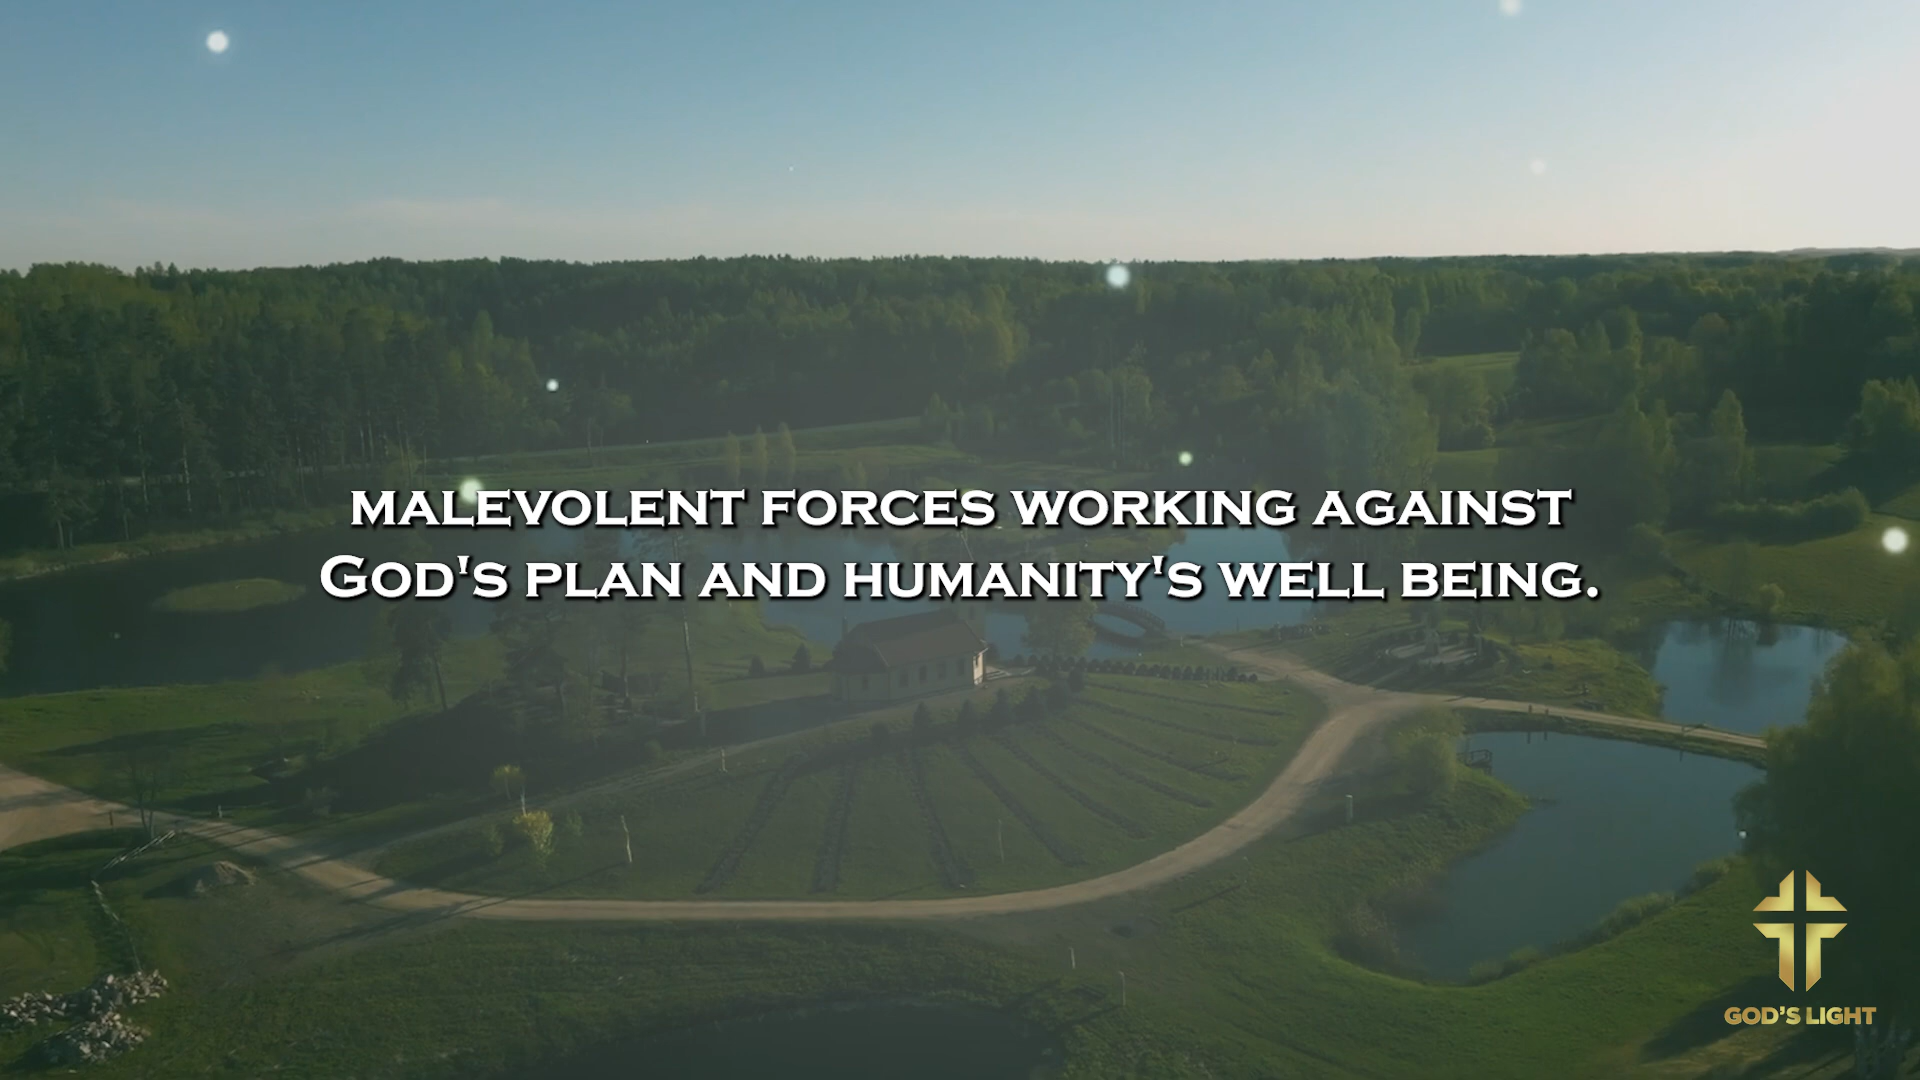 MALEVOLENT FORCES WORKING AGAINST
GOD'S PLAN AND HUMANITY'S WELL BEING.
GOD'S LIGHT